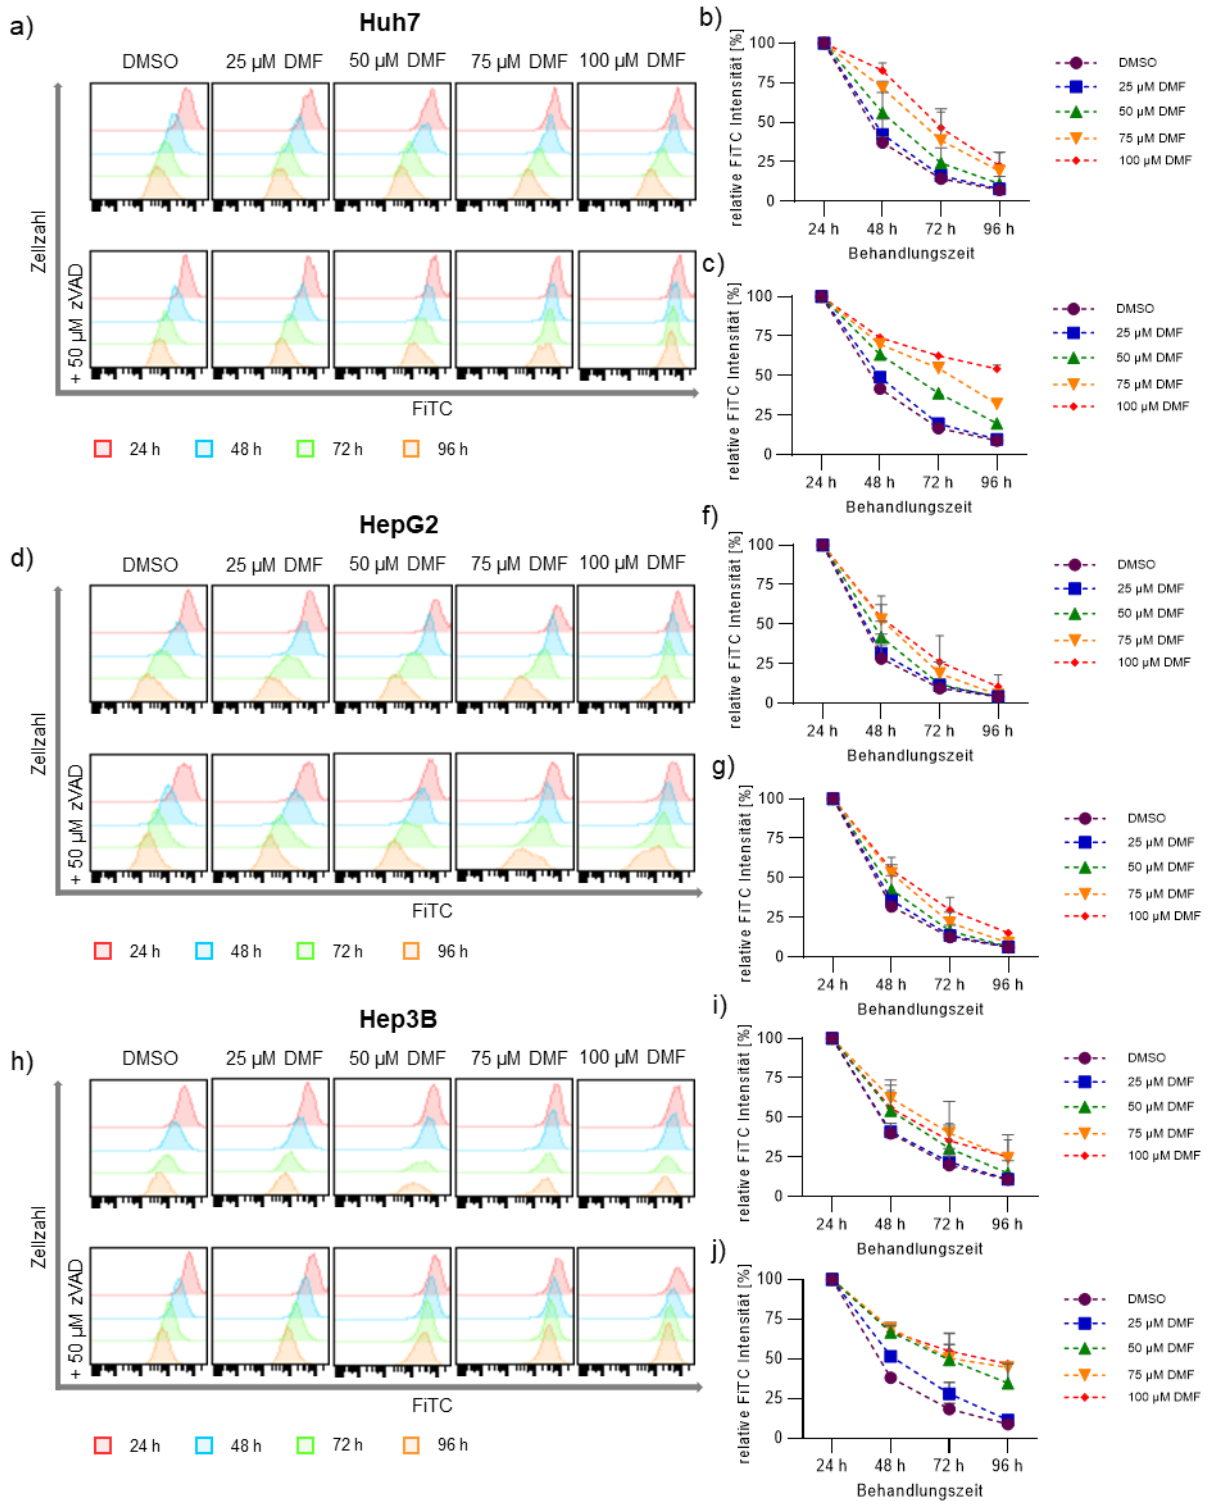 a)
Huh7
DMSO
25 µM DMF
50 µM DMF
75 µM DMF
100 µM DMF
Zellzahl
+ 50 µM zVAD
FiTC
24 h
48 h
72 h
96 h
b)
relative FiTC Intensität [%]
100
75
50
25
0
24 h
48 h
72 h
96 h
Behandlungszeit
DMSO
25 µM DMF
50 µM DMF
75 µM DMF
100 µM DMF
c)
relative FiTC Intensität [%]
100
75
50
25
0
24 h
48 h
72 h
96 h
Behandlungszeit
DMSO
25 µM DMF
50 µM DMF
75 µM DMF
100 µM DMF
d)
HepG2
DMSO
25 µM DMF
50 µM DMF
75 µM DMF
100 µM DMF
Zellzahl
+ 50 µM zVAD
FiTC
24 h
48 h
72 h
96 h
f)
relative FiTC Intensität [%]
100
75
50
25
0
24 h
48 h
72 h
96 h
Behandlungszeit
DMSO
25 µM DMF
50 µM DMF
75 µM DMF
100 µM DMF
g)
relative FiTC Intensität [%]
100
75
50
25
0
24 h
48 h
72 h
96 h
Behandlungszeit
DMSO
25 µM DMF
50 µM DMF
75 µM DMF
100 µM DMF
h)
Hep3B
DMSO
25 µM DMF
50 µM DMF
75 µM DMF
100 µM DMF
Zellzahl
+ 50 µM zVAD
FiTC
24 h
48 h
72 h
96 h
i)
relative FiTC Intensität [%]
100
75
50
25
0
24 h
48 h
72 h
96 h
Behandlungszeit
DMSO
25 µM DMF
50 µM DMF
75 µM DMF
100 µM DMF
j)
relative FiTC Intensität [%]
100
75
50
25
0
24 h
48 h
72 h
96 h
Behandlungszeit
DMSO
25 µM DMF
50 µM DMF
75 µM DMF
100 µM DMF